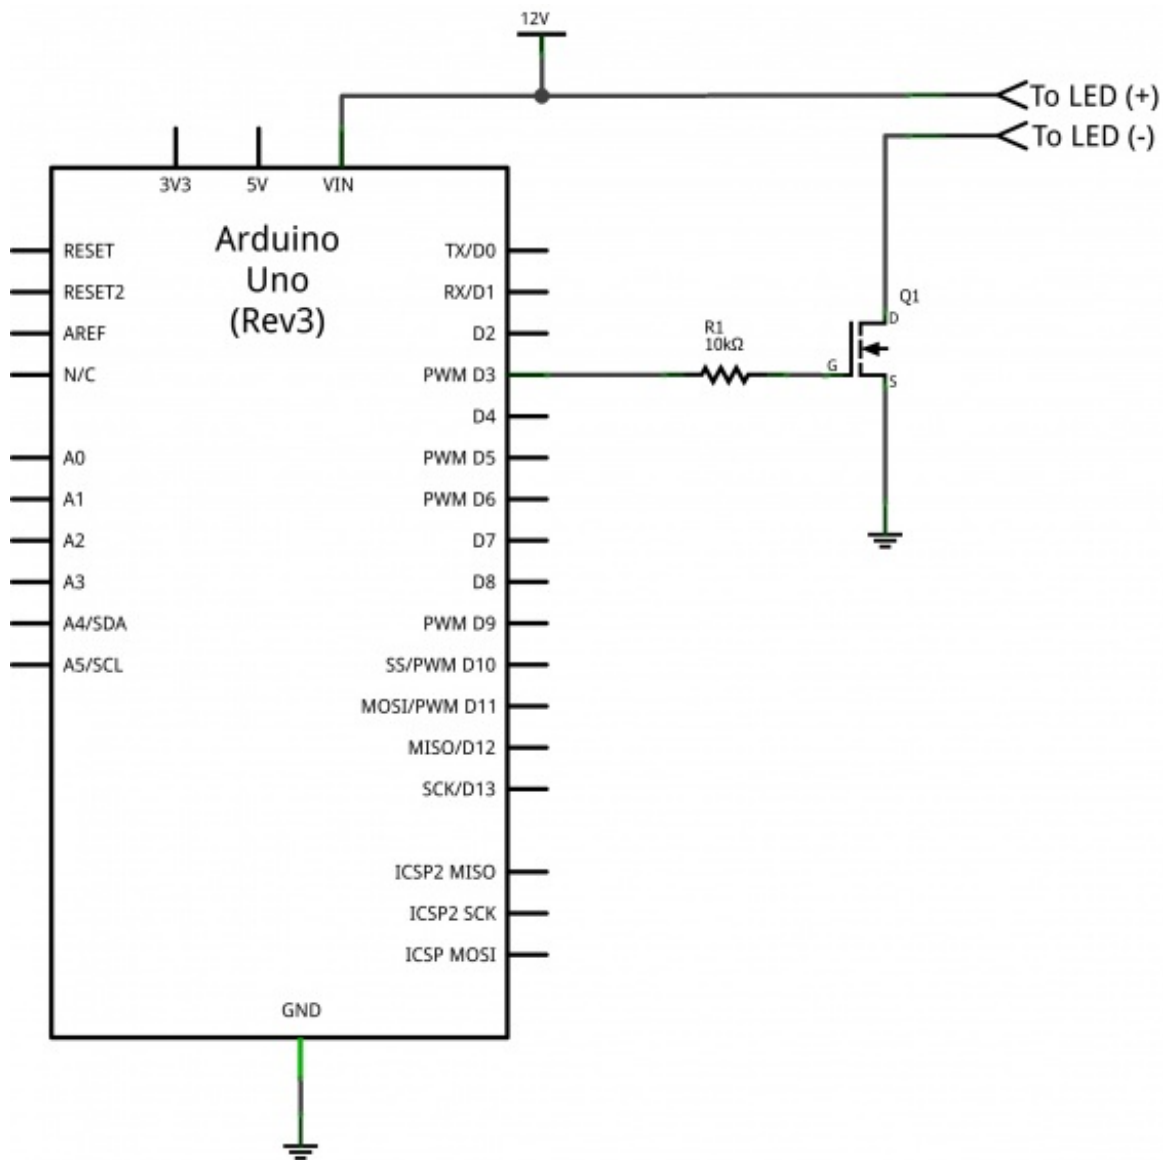 12V
To LED (+)
To LED (-)
3V3 5V VIN
Arduino
Uno
(Rev3)
RESET
RESET2
AREF
N/C
A0
A1
A2
A3
A4/SDA
A5/SCL
TX/D0
RX/D1
D2
PWM D3
D4
PWM D5
PWM D6
D7
D8
PWM D9
SS/PWM D10
MOSI/PWM D11
MISO/D12
SCK/D13
ICSP2 MISO
ICSP2 SCK
ICSP MOSI
GND
R1
10kΩ
Q1
D
G
S